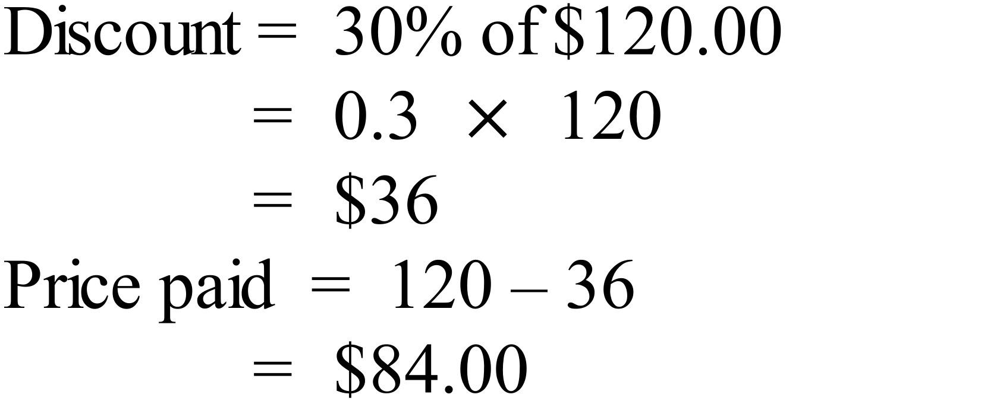 Discount = 30% of $120.00
= 0.3 × 120
= $36
Price paid = 120 – 36
= $84.00